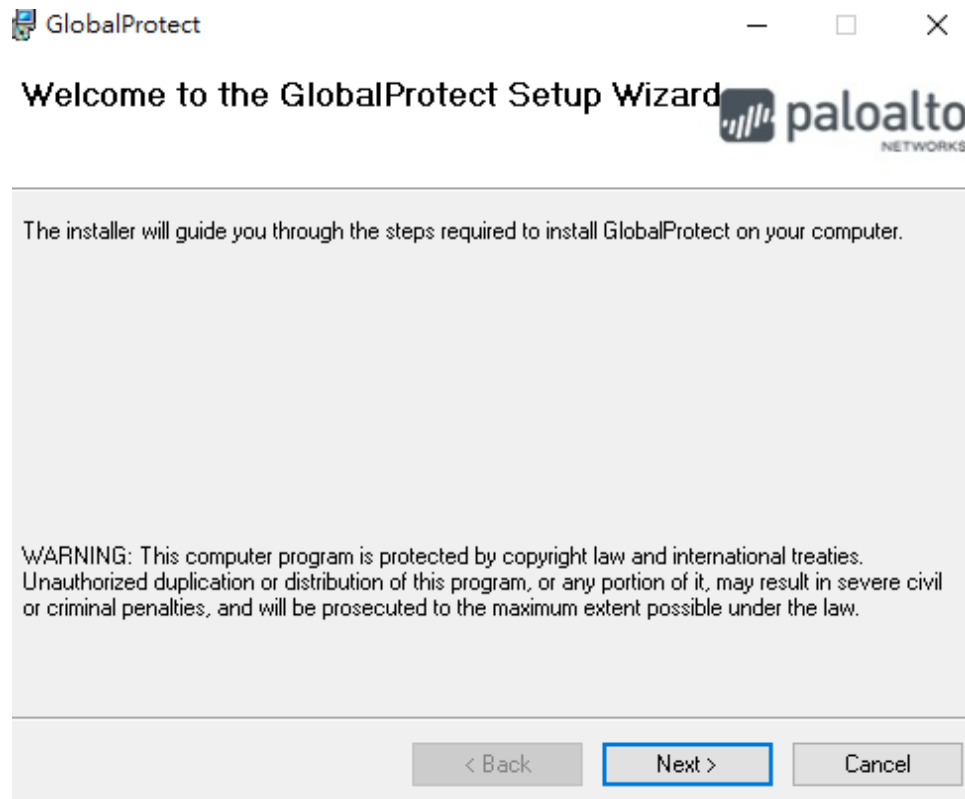 GlobalProtect
Welcome to the GlobalProtect Setup Wizard
paloalto
NETWORKS
The installer will guide you through the steps required to install GlobalProtect on your computer.
WARNING: This computer program is protected by copyright law and international treaties.
Unauthorized duplication or distribution of this program, or any portion of it, may result in severe civil
or criminal penalties, and will be prosecuted to the maximum extent possible under the law.
< Back
Next >
Cancel